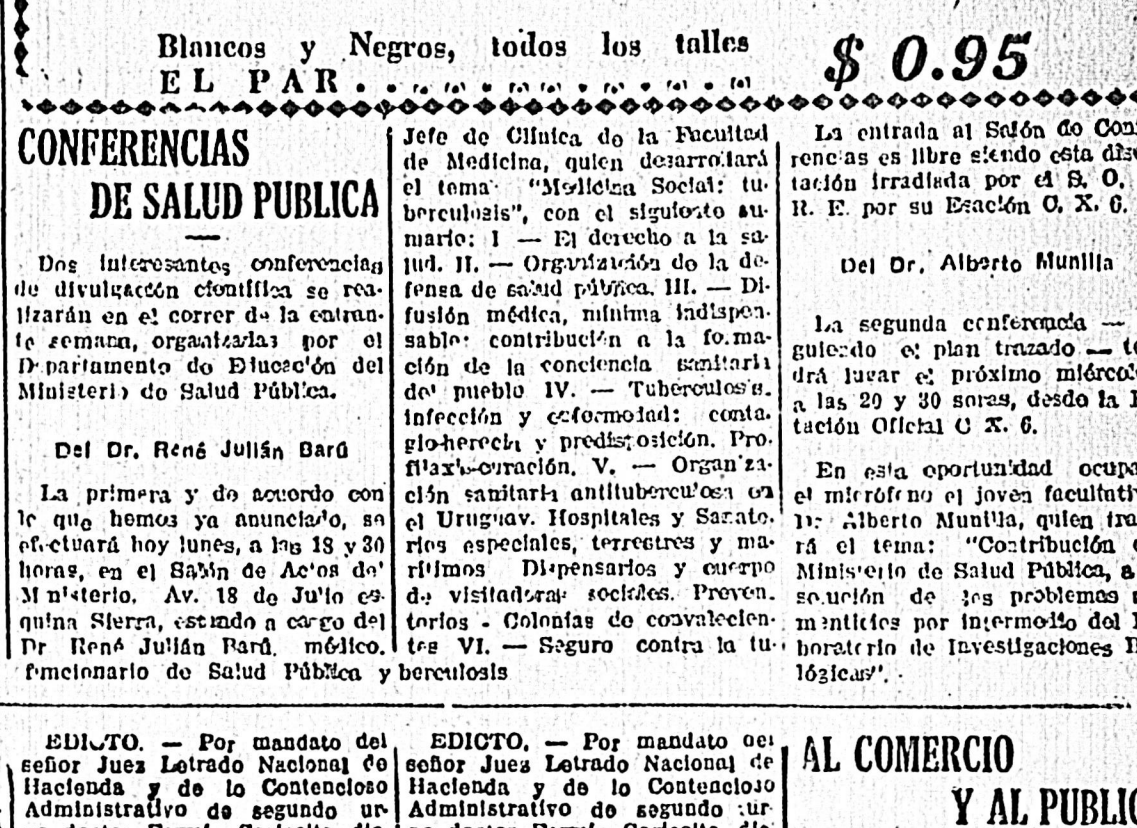 Blancos y Negros, todos los talles
EL PAR
$ 0.95
CONFERENCIAS
DE SALUD PUBLICA
Dos interesantes conferencias
de divulgación científica se rea-
lizarán en el correr de la entran-
te semana, organizadas por el
Departamento de Educación del
Ministerio de Salud Pública.
Del Dr. René Julián Barú
La primera y de acuerdo con
lo que hemos ya anunciado, se
efectuará hoy lunes, a las 18 y 30
horas, en el Salón de Actos del
Ministerio. Av. 18 de Julio es-
quina Sierra, estando a cargo del
Dr René Julián Barú, médico.
funcionario de Salud Pública y
Jefe de Clínica de la Facultad
de Medicina, quien desarrollará
el tema "Medicina Social: tu-
berculosis", con el siguiente su-
mario: I — El derecho a la sa-
lud. II. — Organización de la de-
fensa de salud pública. III. — Di-
fusión médica, mínima indispen-
sable: contribución a la forma-
ción de la conciencia sanitaria
del pueblo IV. — Tuberculosis.
infección y enfermedad: conta-
gio-herencia y predisposición. Pro-
filaxis-curación. V. — Organiza-
ción sanitaria antituberculosa en
el Uruguay. Hospitales y Sanato-
rios especiales, terrestres y ma-
rítimos Dispensarios y cuerpo
de visitadoras sociales. Preven-
torios - Colonias de convalecien-
tes VI. — Seguro contra la tu-
berculosis
La entrada al Salón de Con
rencias es libre siendo esta
tación irradiada por el S. O.
R. E. por su Estación C. X. 6.
Del Dr. Alberto Munilla
La segunda conferencia —
guiendo el plan trazado —
drá lugar el próximo miércol
a las 20 y 30 soras, desde la
tación Oficial C X. 6.
En esta oportunidad ocupa
el micrófono el joven facultati
Dr Alberto Munilla, quien tra
rá el tema: "Contribución
Ministerio de Salud Pública, a
solución de los problemas
menticios por intermedio del
boratorio de Investigaciones
lógicas".
EDICTO. — Por mandato del
señor Juez Letrado Nacional de
Hacienda y de lo Contencioso
Administrativo de segundo ur-
EDICTO. — Por mandato del
señor Juez Letrado Nacional de
Hacienda y de lo Contencioso
Administrativo de segundo tur-
AL COMERCIO
Y AL PUBLIC